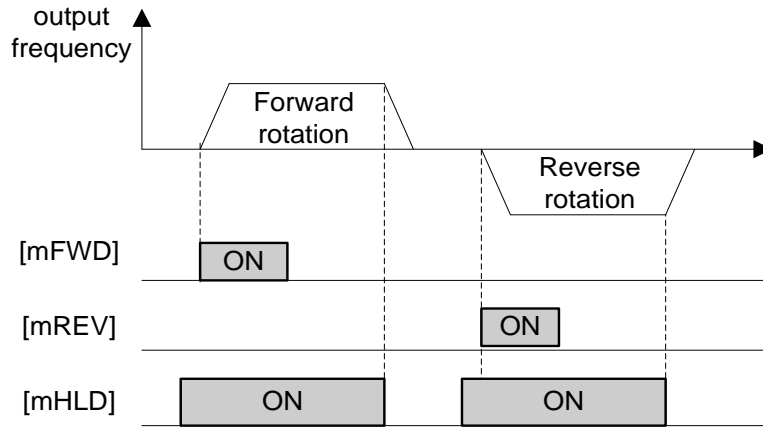 output
frequency
Forward
rotation
Reverse
rotation
[mFWD]
ON
[mREV]
ON
[mHLD]
ON
ON